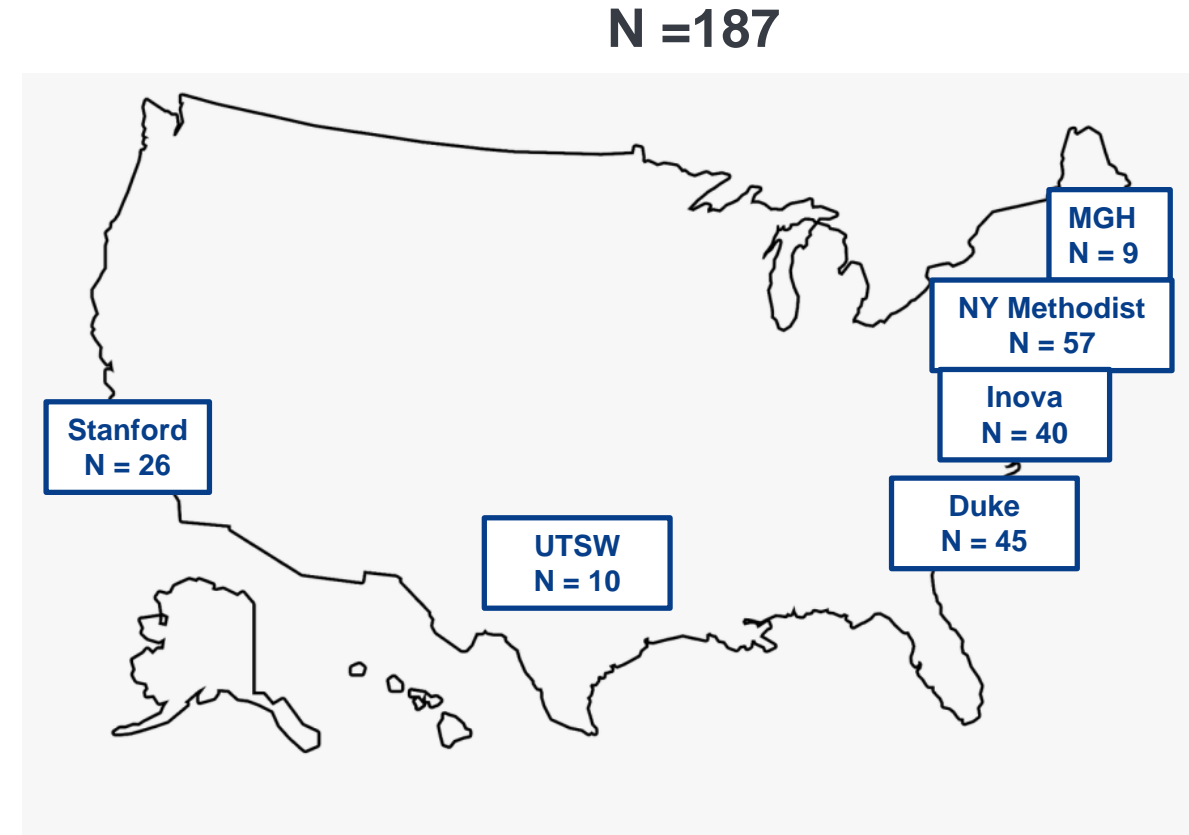 N =187
MGH
N = 9
NY Methodist
N = 57
Inova
N = 40
Stanford
N = 26
Duke
N = 45
UTSW
N = 10